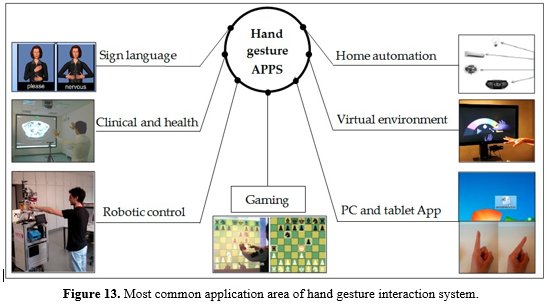 Hand
gesture
APPS
Sign language
please nervous
Clinical and health
Robotic control
Gaming
Home automation
Virtual environment
PC and tablet App
Figure 13. Most common application area of hand gesture interaction system.